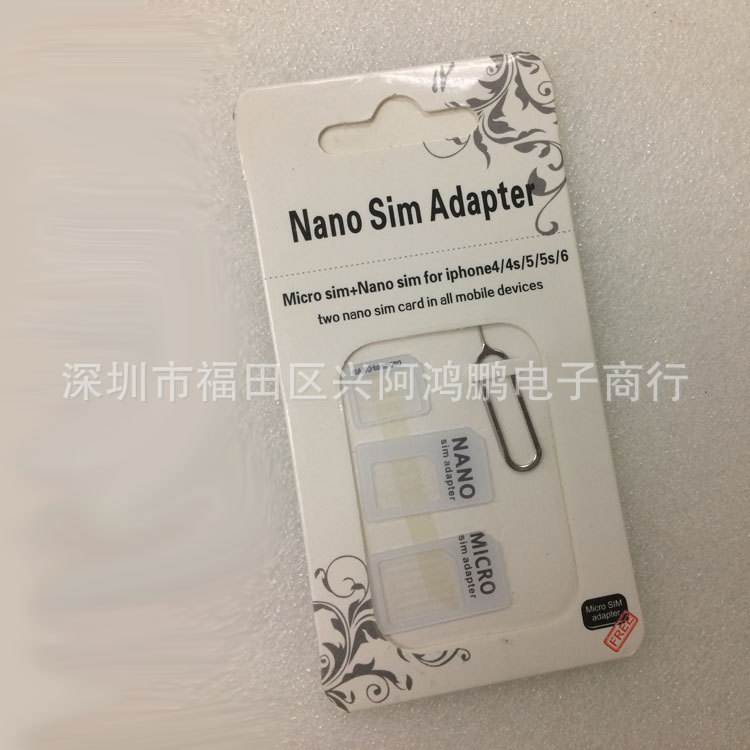 Nano Sim Adapter
Micro sim+Nano sim for iphone4/4s/5/5s/6
two nano sim card in all mobile devices
深圳市福田区兴阿鸿鹏电子商行
NANO
sim adapter
MICRO
sim adapter
Micro SIM
adapter
FREE